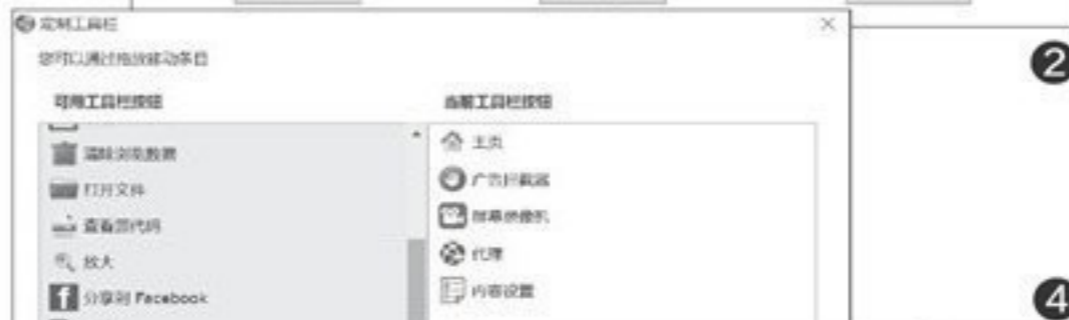 定制工具栏
您可以通过拖放移动条目
可用工具栏按钮
清除浏览数据
打开文件
查看源代码
放大
分享到 Facebook
当前工具栏按钮
主页
广告拦截器
屏幕录像机
代理
内容设置
2
4